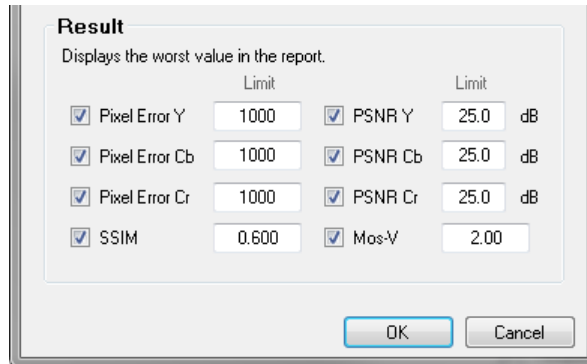 Result
Displays the worst value in the report.
Limit Limit
Pixel Error Y 1000 PSNR Y 25.0 dB
Pixel Error Cb 1000 PSNR Cb 25.0 dB
Pixel Error Cr 1000 PSNR Cr 25.0 dB
SSIM 0.600 Mos-V 2.00
OK Cancel